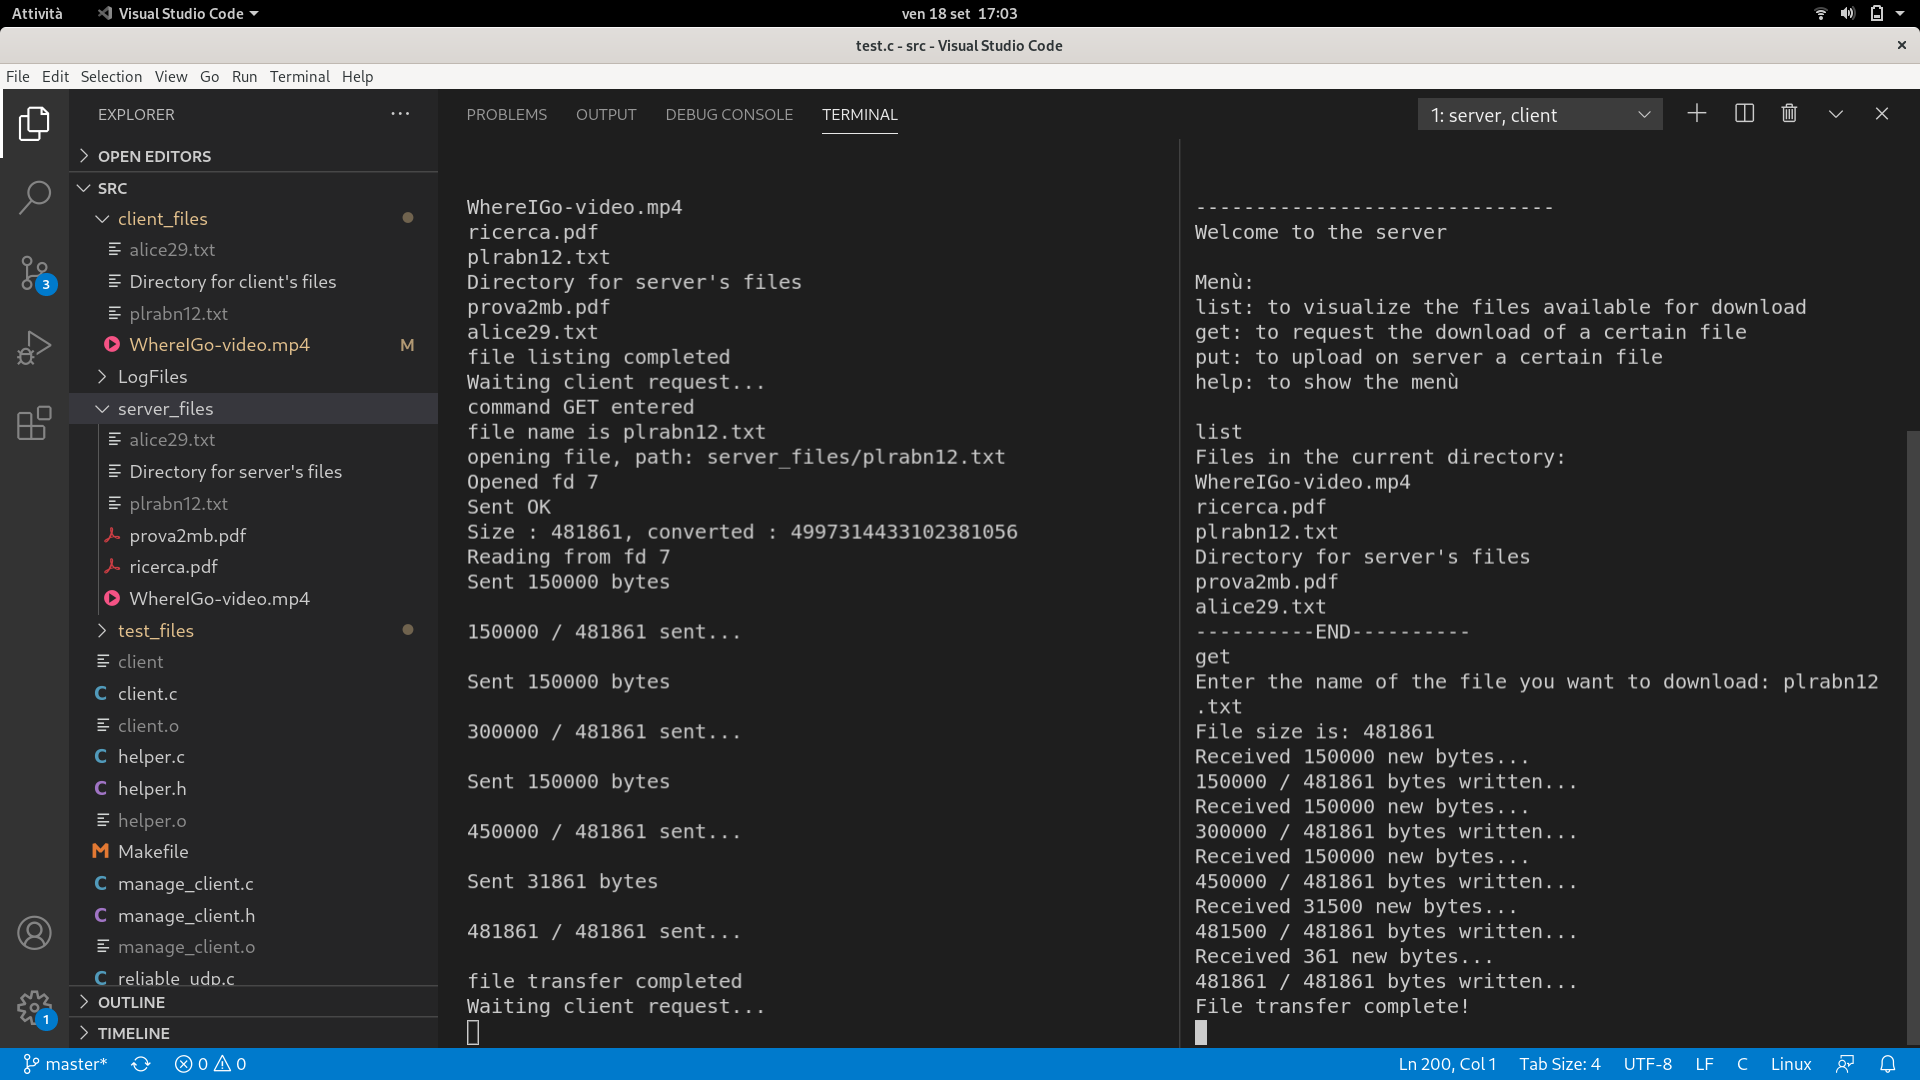 Attività
Visual Studio Code
ven 18 set 17:03
test.c - src - Visual Studio Code
File Edit Selection View Go Run Terminal Help
EXPLORER
OPEN EDITORS
SRC
client_files
alice29.txt
Directory for client's files
plrabn12.txt
WhereIGo-video.mp4 M
LogFiles
server_files
alice29.txt
Directory for server's files
plrabn12.txt
prova2mb.pdf
ricerca.pdf
WhereIGo-video.mp4
test_files
client
client.c
client.o
helper.c
helper.h
helper.o
Makefile
manage_client.c
manage_client.h
manage_client.o
reliable_udp.c
OUTLINE
TIMELINE
3
1
PROBLEMS OUTPUT DEBUG CONSOLE TERMINAL
1: server, client
WhereIGo-video.mp4
ricerca.pdf
plrabn12.txt
Directory for server's files
prova2mb.pdf
alice29.txt
file listing completed
Waiting client request...
command GET entered
file name is plrabn12.txt
opening file, path: server_files/plrabn12.txt
Opened fd 7
Sent OK
Size : 481861, converted : 4997314433102381056
Reading from fd 7
Sent 150000 bytes
150000 / 481861 sent...
Sent 150000 bytes
300000 / 481861 sent...
Sent 150000 bytes
450000 / 481861 sent...
Sent 31861 bytes
481861 / 481861 sent...
file transfer completed
Waiting client request...
------------------------------
Welcome to the server
Menù:
list: to visualize the files available for download
get: to request the download of a certain file
put: to upload on server a certain file
help: to show the menù
list
Files in the current directory:
WhereIGo-video.mp4
ricerca.pdf
plrabn12.txt
Directory for server's files
prova2mb.pdf
alice29.txt
----------END----------
get
Enter the name of the file you want to download: plrabn12
.txt
File size is: 481861
Received 150000 new bytes...
150000 / 481861 bytes written...
Received 150000 new bytes...
300000 / 481861 bytes written...
Received 150000 new bytes...
450000 / 481861 bytes written...
Received 31500 new bytes...
481500 / 481861 bytes written...
Received 361 new bytes...
481861 / 481861 bytes written...
File transfer complete!
master* 0 0
Ln 200, Col 1 Tab Size: 4 UTF-8 LF C Linux